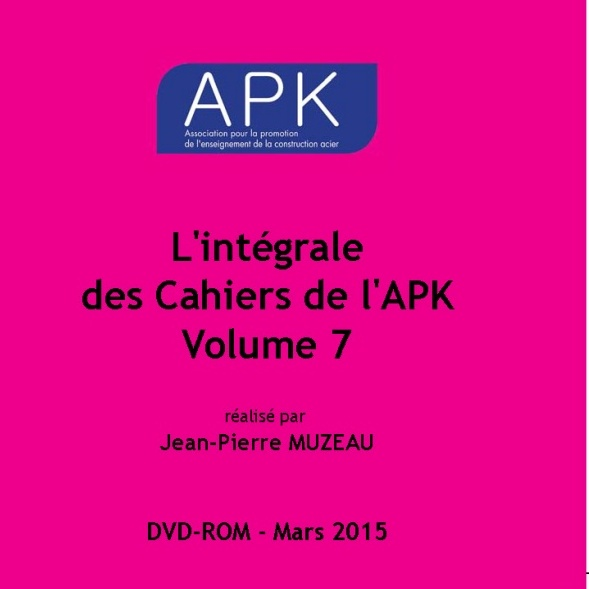 APK
Association pour la promotion
de l'enseignement de la construction acier
L'intégrale
des Cahiers de l'APK
Volume 7
réalisé par
Jean-Pierre MUZEAU
DVD-ROM - Mars 2015